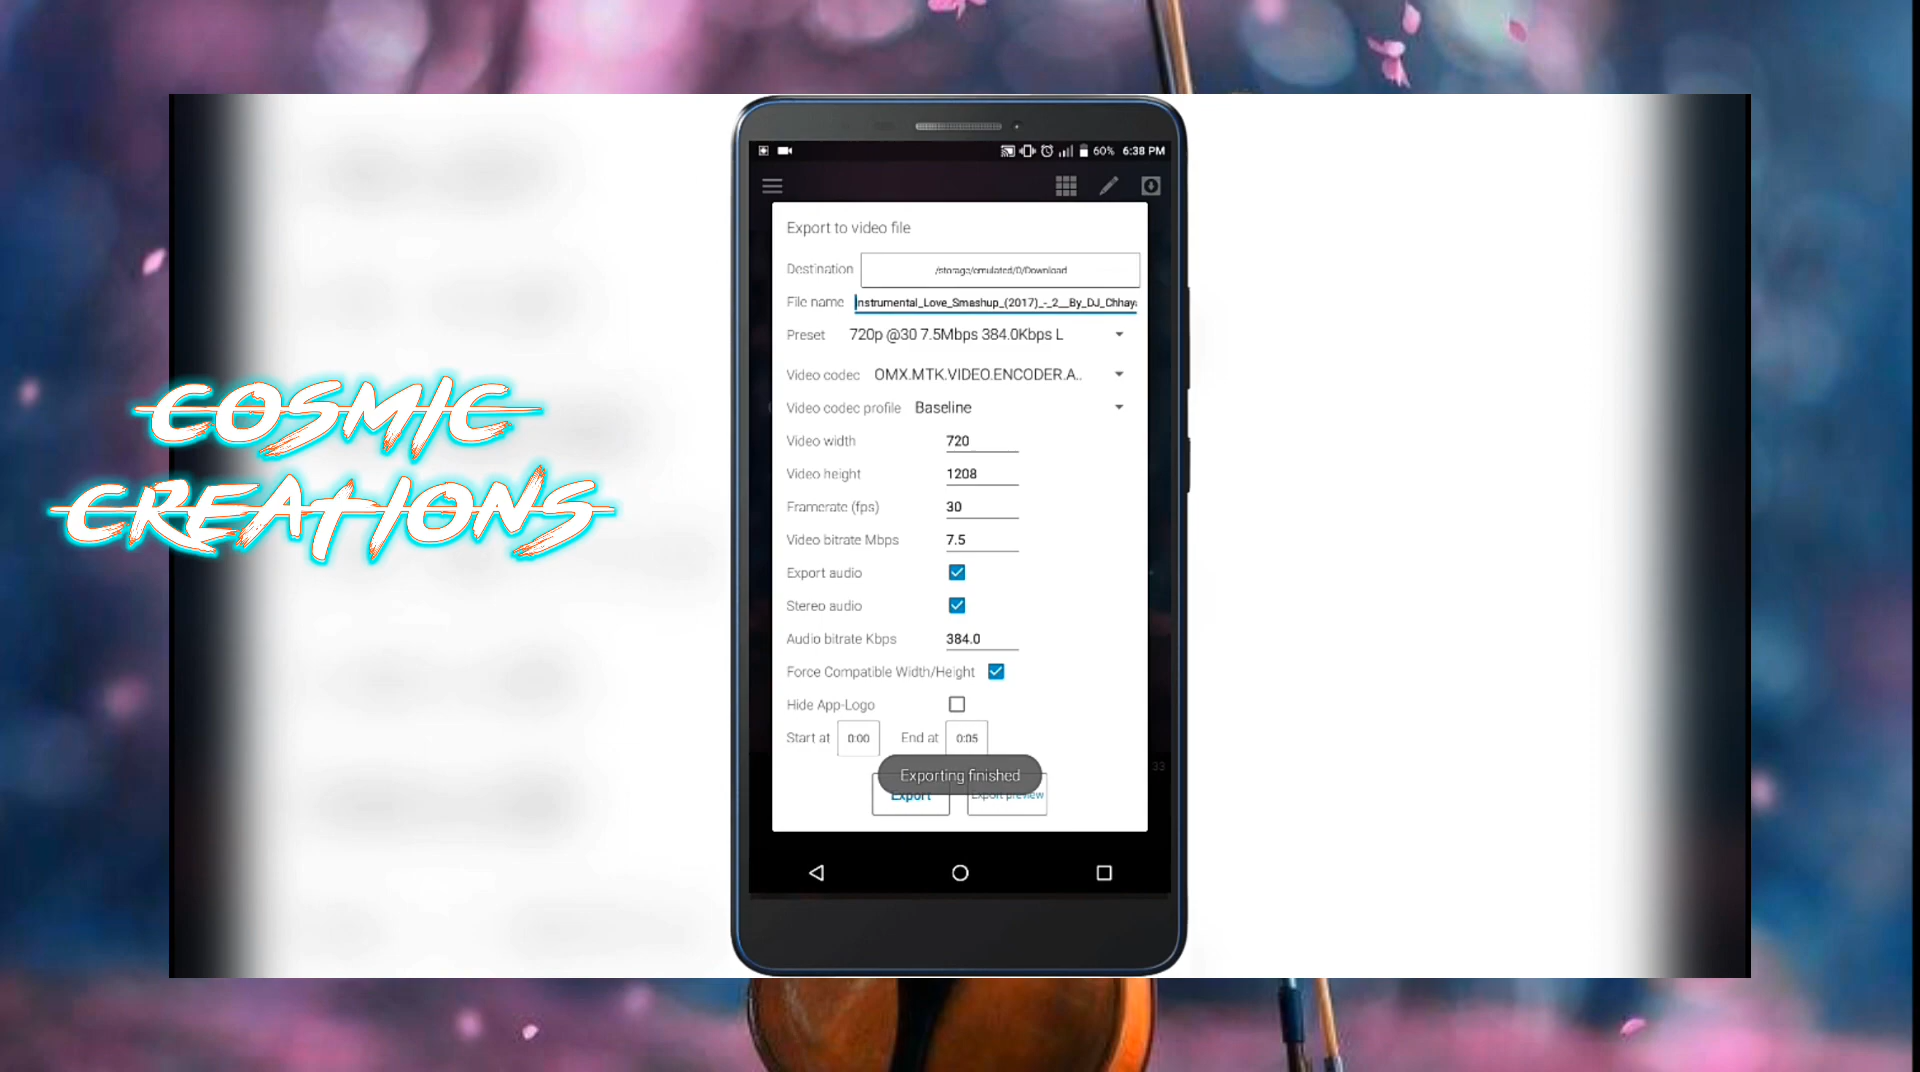 60% 6:38 PM
Export to video file
Destination /storage/emulated/0/Download
File name Instrumental_Love_Smashup_(2017)_-_2__By_DJ_Chhay
Preset 720p @30 7.5Mbps 384.0Kbps L
Video codec OMX.MTK.VIDEO.ENCODER.A..
Video codec profile Baseline
Video width 720
Video height 1208
Framerate (fps) 30
Video bitrate Mbps 7.5
Export audio
Stereo audio
Audio bitrate Kbps 384.0
Force Compatible Width/Height
Hide App-Logo
Start at 0:00 End at 0:05
33
Exporting finished
Export Export preview
COSMIC
CREATIONS